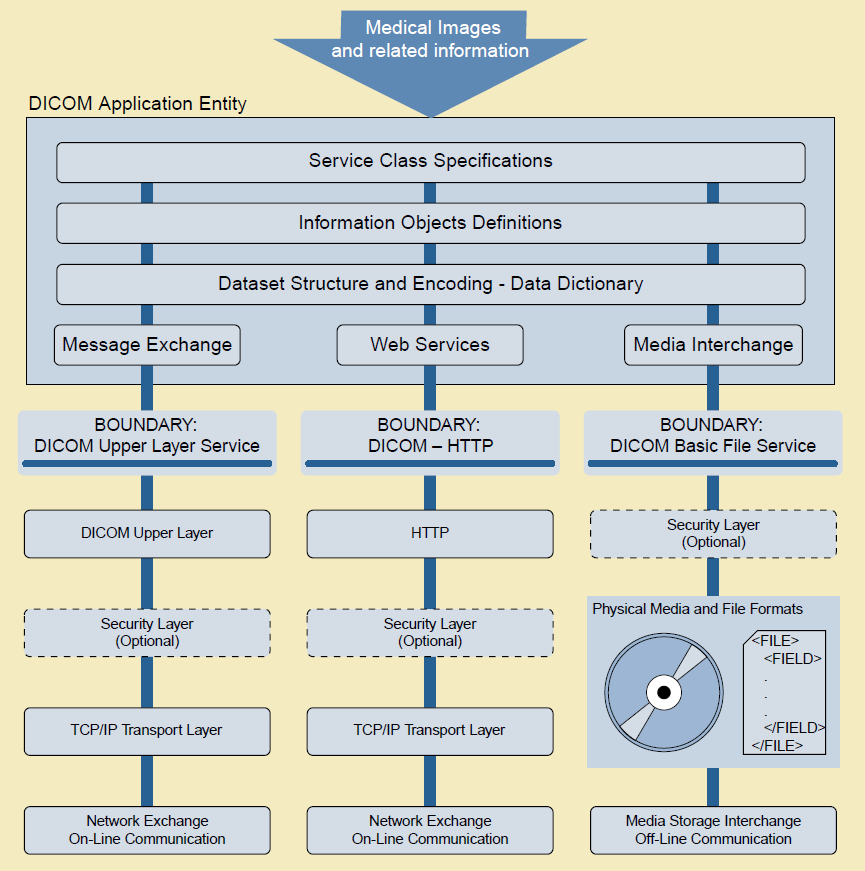 Medical Images
and related information
DICOM Application Entity
Service Class Specifications
Information Objects Definitions
Dataset Structure and Encoding - Data Dictionary
Message Exchange
Web Services
Media Interchange
BOUNDARY:
DICOM Upper Layer Service
BOUNDARY:
DICOM – HTTP
BOUNDARY:
DICOM Basic File Service
DICOM Upper Layer
HTTP
Security Layer
(Optional)
Security Layer
(Optional)
Security Layer
(Optional)
Physical Media and File Formats
<FILE>
<FIELD>
.
.
.
</FIELD>
</FILE>
TCP/IP Transport Layer
TCP/IP Transport Layer
Network Exchange
On-Line Communication
Network Exchange
On-Line Communication
Media Storage Interchange
Off-Line Communication